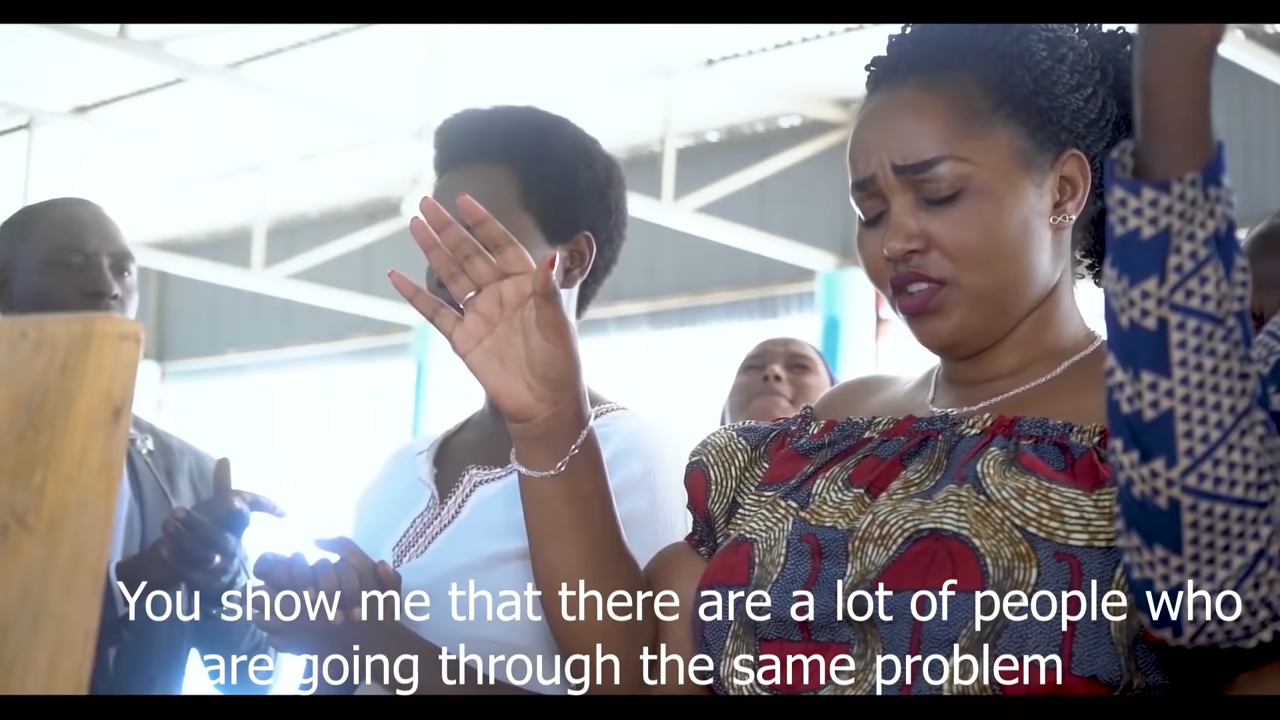 You show me that there are a lot of people who
are going through the same problem